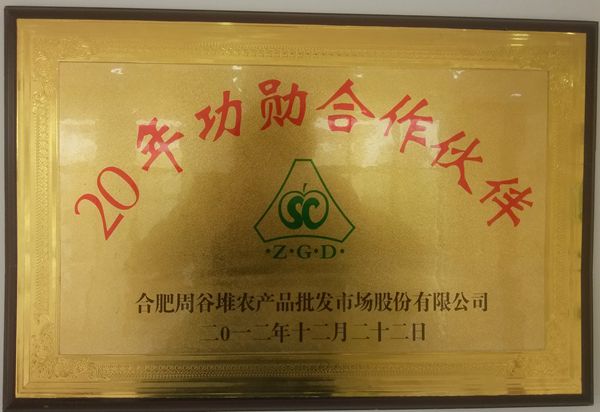 20年功勋合作伙伴
SC
·Z·G·D·
合肥周谷堆农产品批发市场股份有限公司
二0一二年十二月二十二日